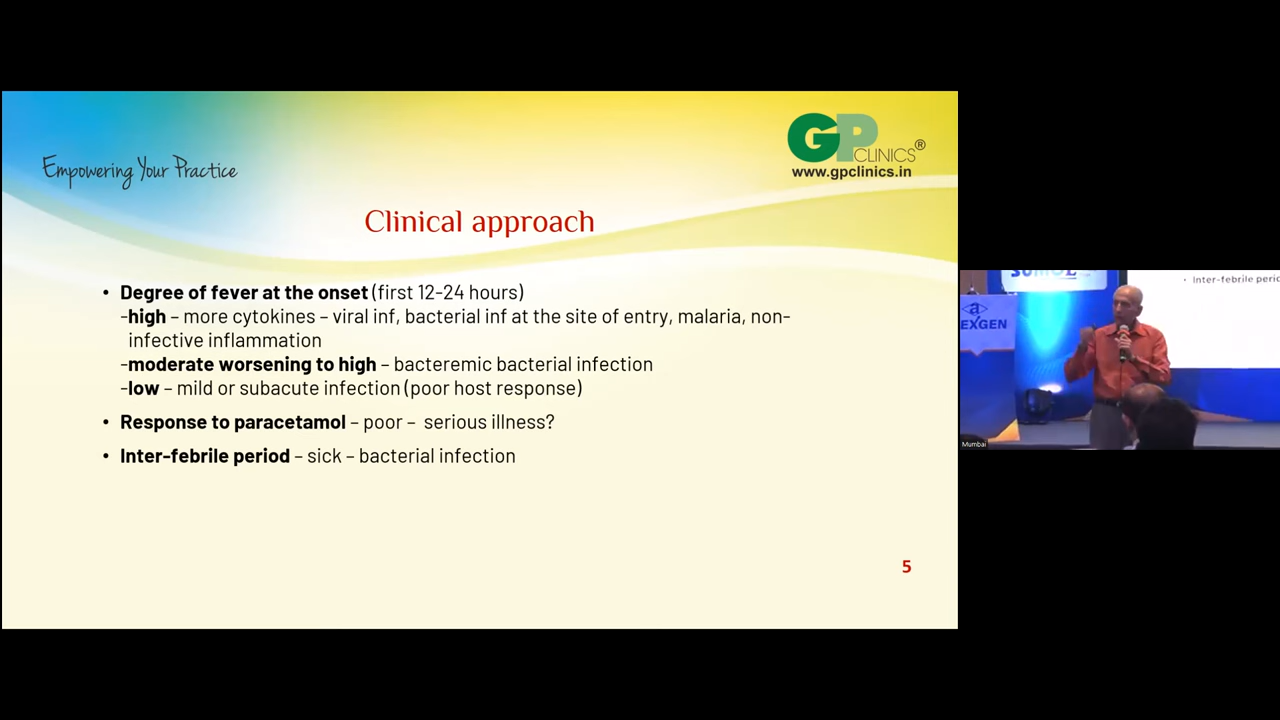 Empowering Your Practice
GP
CLINICS®
www.gpclinics.in
Clinical approach
• Degree of fever at the onset (first 12-24 hours)
-high – more cytokines – viral inf, bacterial inf at the site of entry, malaria, non-
infective inflammation
-moderate worsening to high – bacteremic bacterial infection
-low – mild or subacute infection (poor host response)
• Response to paracetamol – poor – serious illness?
• Inter-febrile period – sick – bacterial infection
5
• Inter-febrile
EXGEN
Mumbai